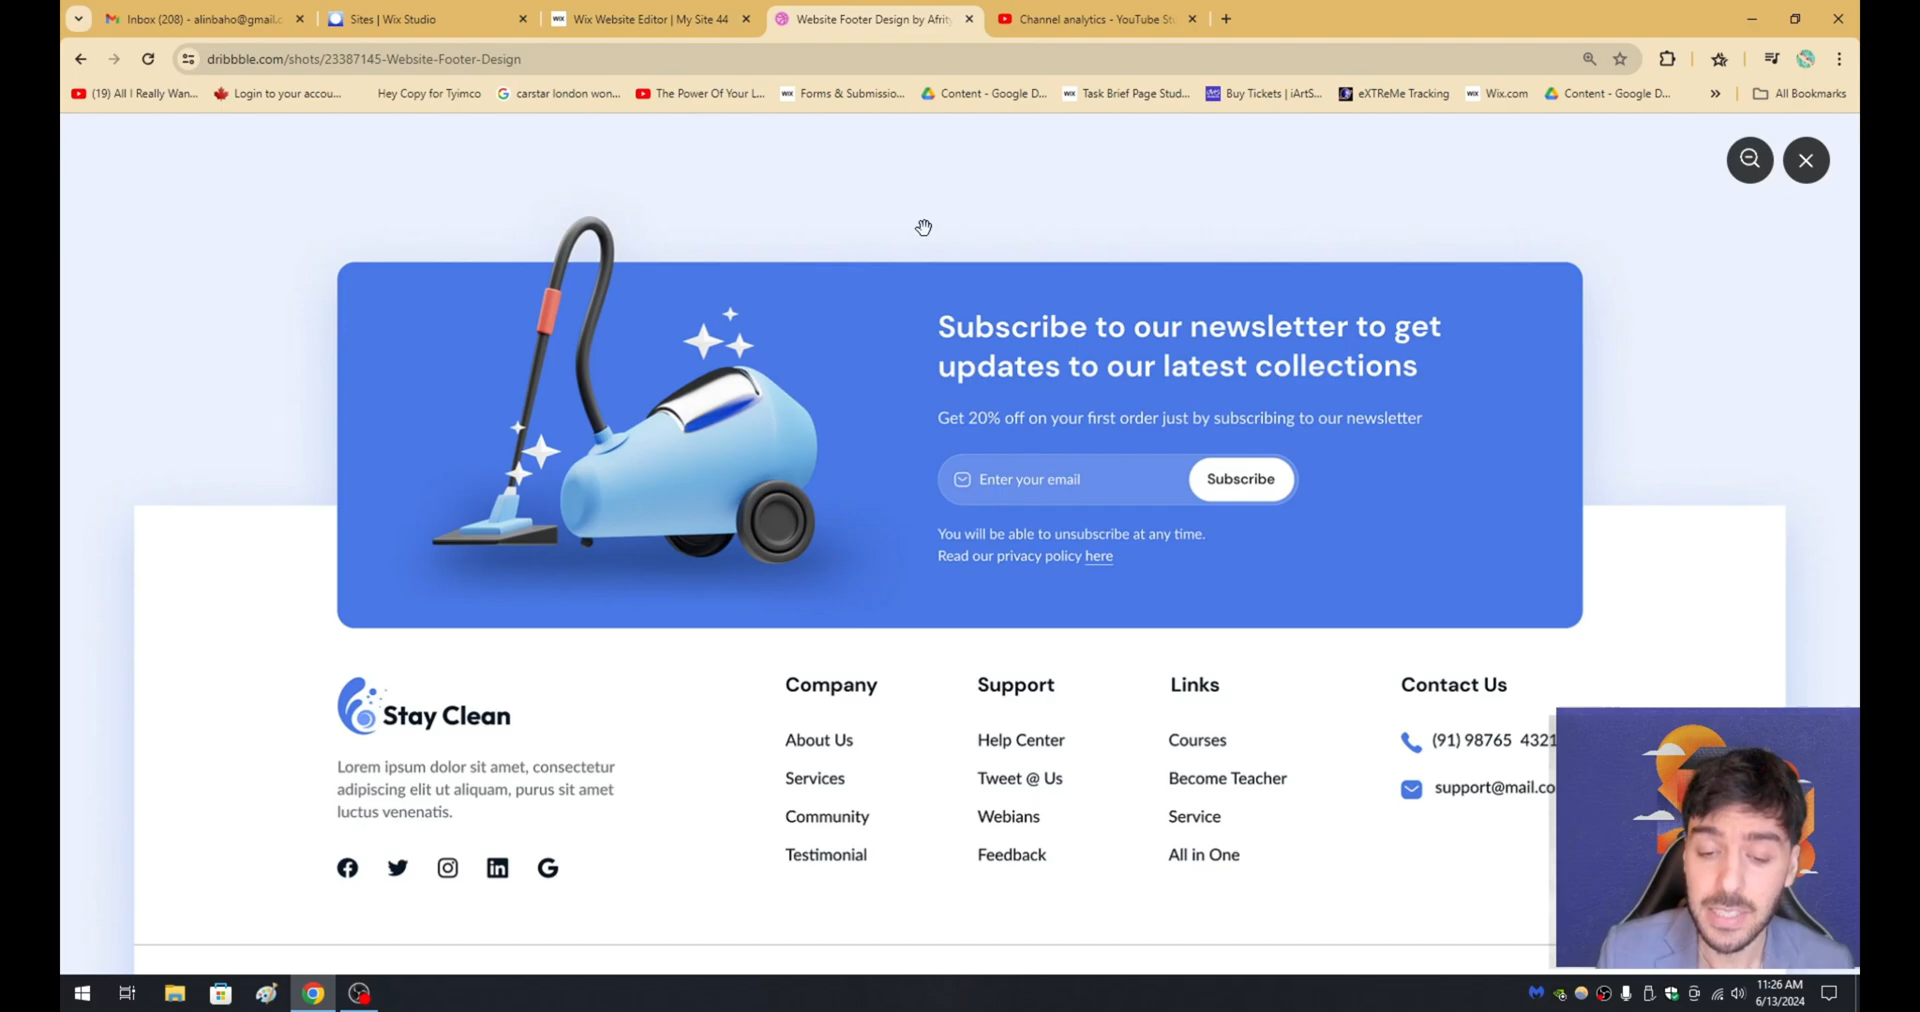 Inbox (208) - alinbaho@gmail.c
Sites | Wix Studio
WIX Wix Website Editor | My Site 44
Website Footer Design by Afrit
Channel analytics - YouTube St
dribbble.com/shots/23387145-Website-Footer-Design
(19) All I Really Wan...
Login to your accou...
Hey Copy for Tyimco
carstar london won...
The Power Of Your L...
WIX Forms & Submissio...
Content - Google D...
WIX Task Brief Page Stud...
Buy Tickets | iArtS...
eXTReMe Tracking
WIX Wix.com
Content - Google D...
All Bookmarks
Subscribe to our newsletter to get
updates to our latest collections
Get 20% off on your first order just by subscribing to our newsletter
Enter your email
Subscribe
You will be able to unsubscribe at any time.
Read our privacy policy here
Stay Clean
Lorem ipsum dolor sit amet, consectetur
adipiscing elit ut aliquam, purus sit amet
luctus venenatis.
Company
About Us
Services
Community
Testimonial
Support
Help Center
Tweet @ Us
Webians
Feedback
Links
Courses
Become Teacher
Service
All in One
Contact Us
(91) 98765 4321
support@mail.co
11:26 AM
6/13/2024